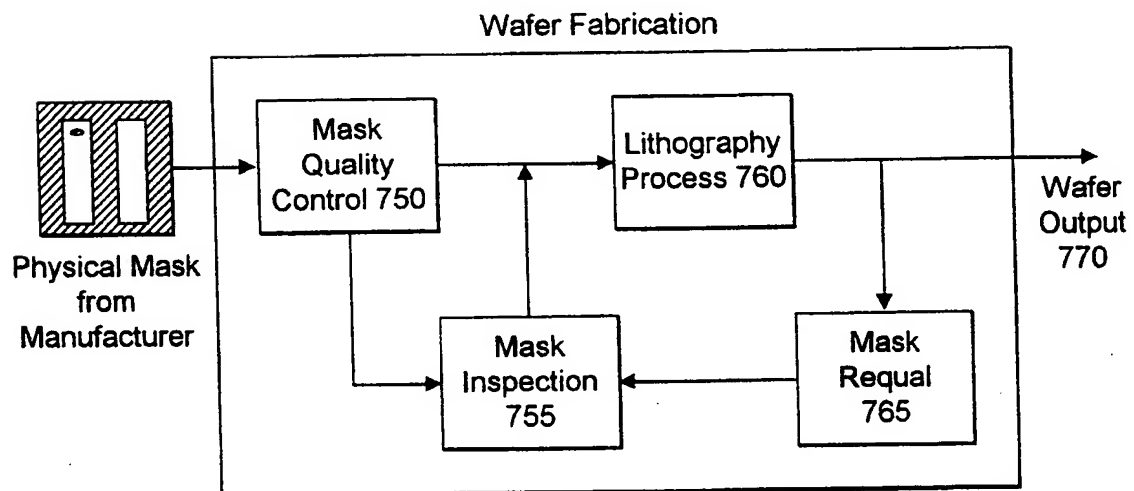 Wafer Fabrication
Mask
Quality
Control 750
Lithography
Process 760
Wafer
Output
770
Physical Mask
from
Manufacturer
Mask
Inspection
755
Mask
Requal
765